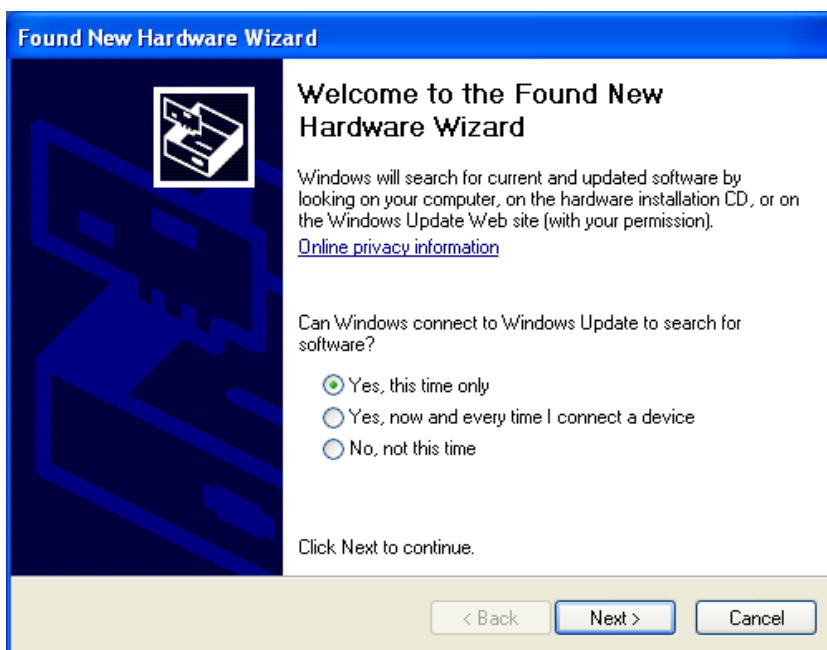 Found New Hardware Wizard
Welcome to the Found New
Hardware Wizard
Windows will search for current and updated software by
looking on your computer, on the hardware installation CD, or on
the Windows Update Web site (with your permission).
Online privacy information
Can Windows connect to Windows Update to search for
software?
Yes, this time only
Yes, now and every time I connect a device
No, not this time
Click Next to continue.
< Back Next > Cancel